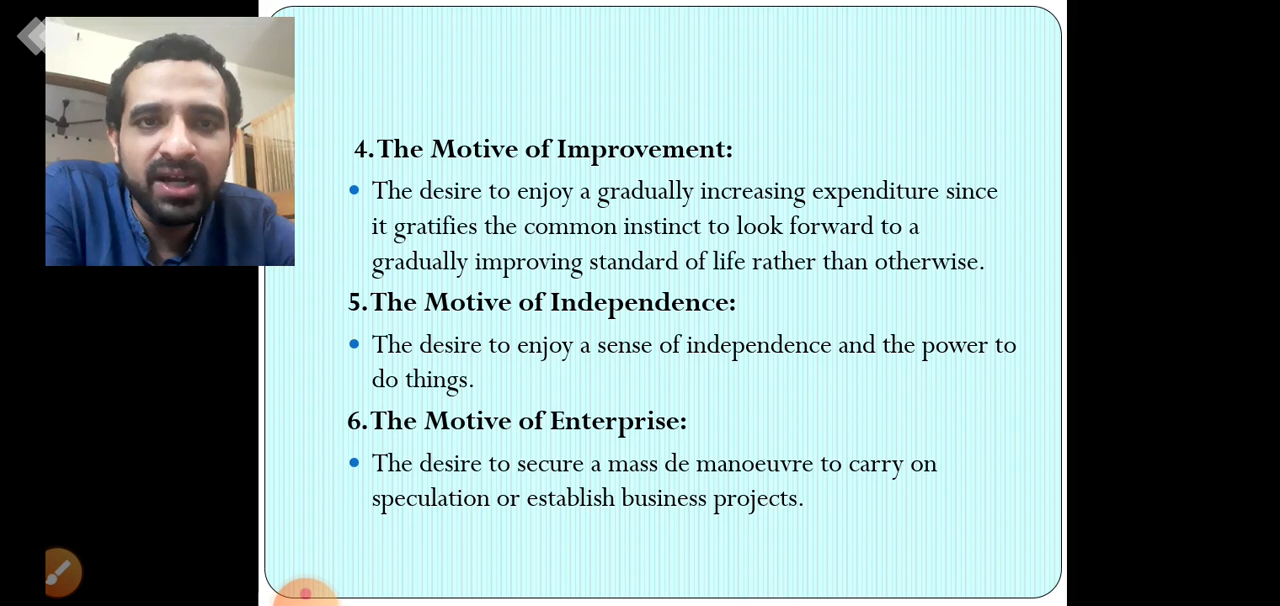 4.The Motive of Improvement:
The desire to enjoy a gradually increasing expenditure since
it gratifies the common instinct to look forward to a
gradually improving standard of life rather than otherwise.
5.The Motive of Independence:
The desire to enjoy a sense of independence and the power to
do things.
6.The Motive of Enterprise:
The desire to secure a mass de manoeuvre to carry on
speculation or establish business projects.